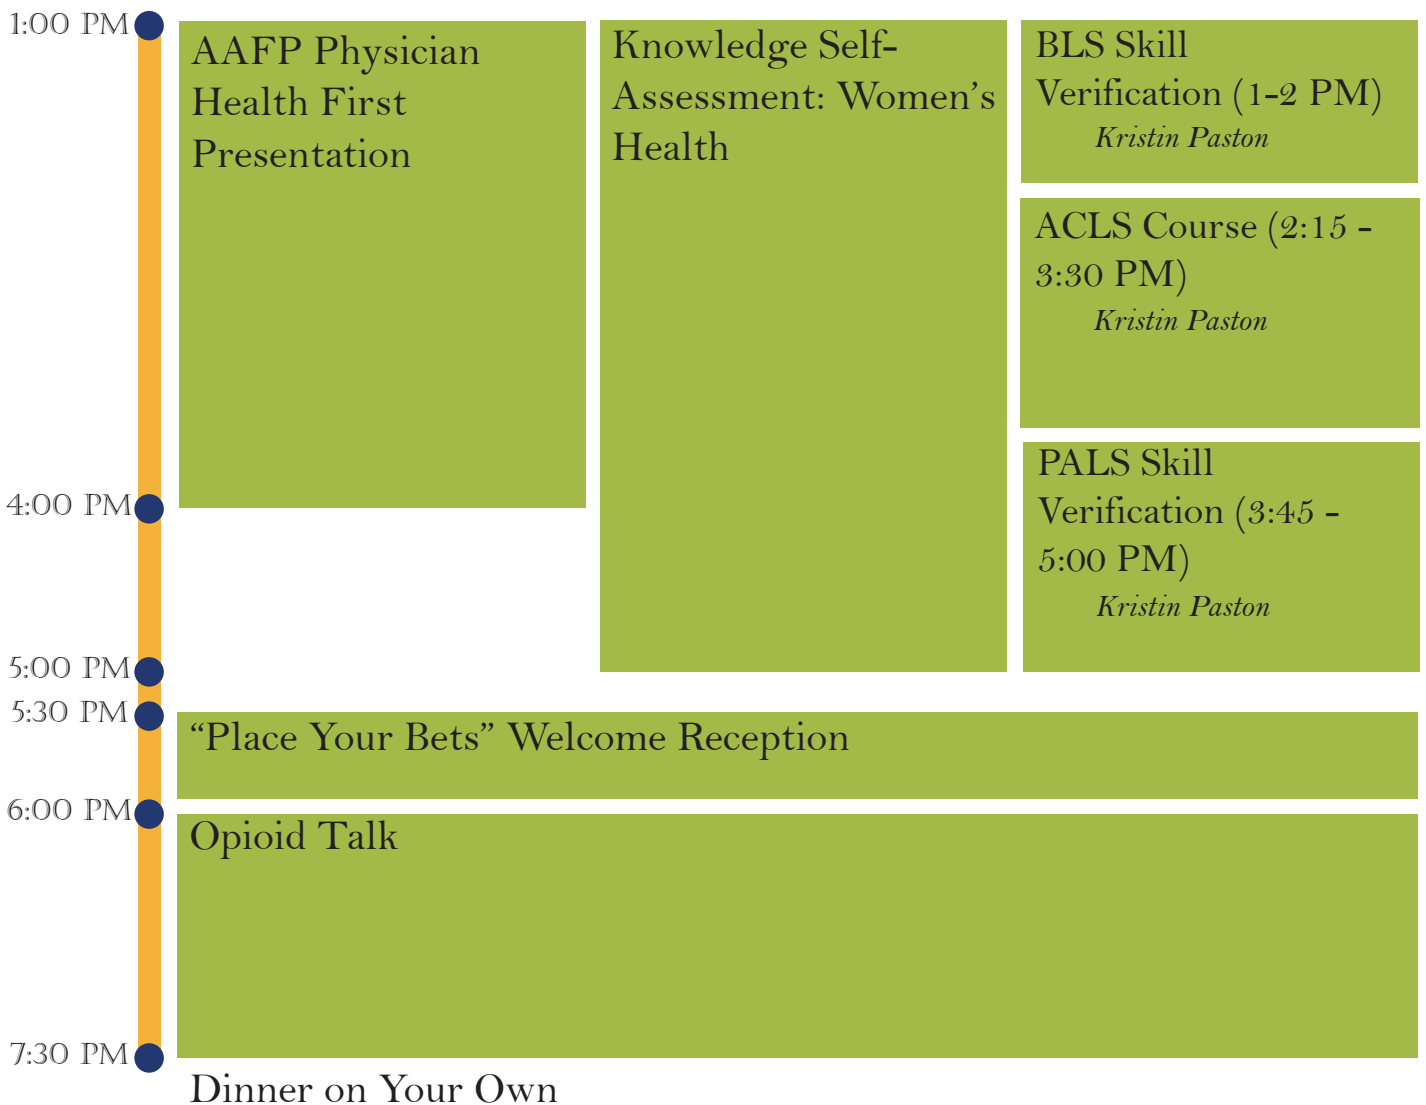 1:00 PM
AAFP Physician
Health First
Presentation
Knowledge Self-
Assessment: Women’s
Health
BLS Skill
Verification (1-2 PM)
Kristin Paston
ACLS Course (2:15 -
3:30 PM)
Kristin Paston
PALS Skill
Verification (3:45 -
5:00 PM)
Kristin Paston
4:00 PM
5:00 PM
5:30 PM
“Place Your Bets” Welcome Reception
6:00 PM
Opioid Talk
7:30 PM
Dinner on Your Own